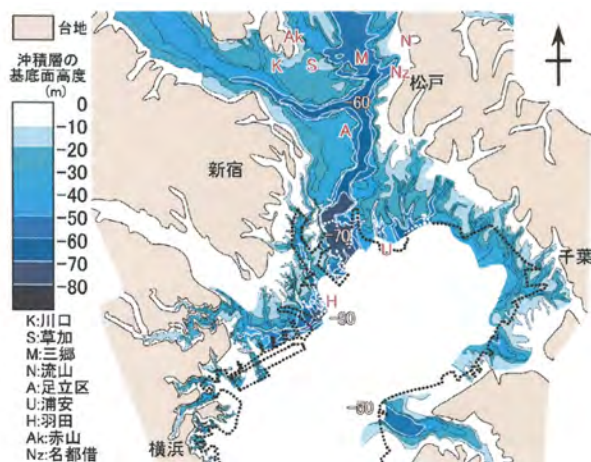 台地
沖積層の
基底面高度
(m)
0
-10
-20
-30
-40
-50
-60
-70
-80
K:川口
S:草加
M:三郷
N:流山
A:足立区
U:浦安
H:羽田
Ak:赤山
Nz:名都借
Ak
K
S
M
N
Nz
松戸
-60
A
新宿
-70
U
千葉
H
-50
-50
横浜